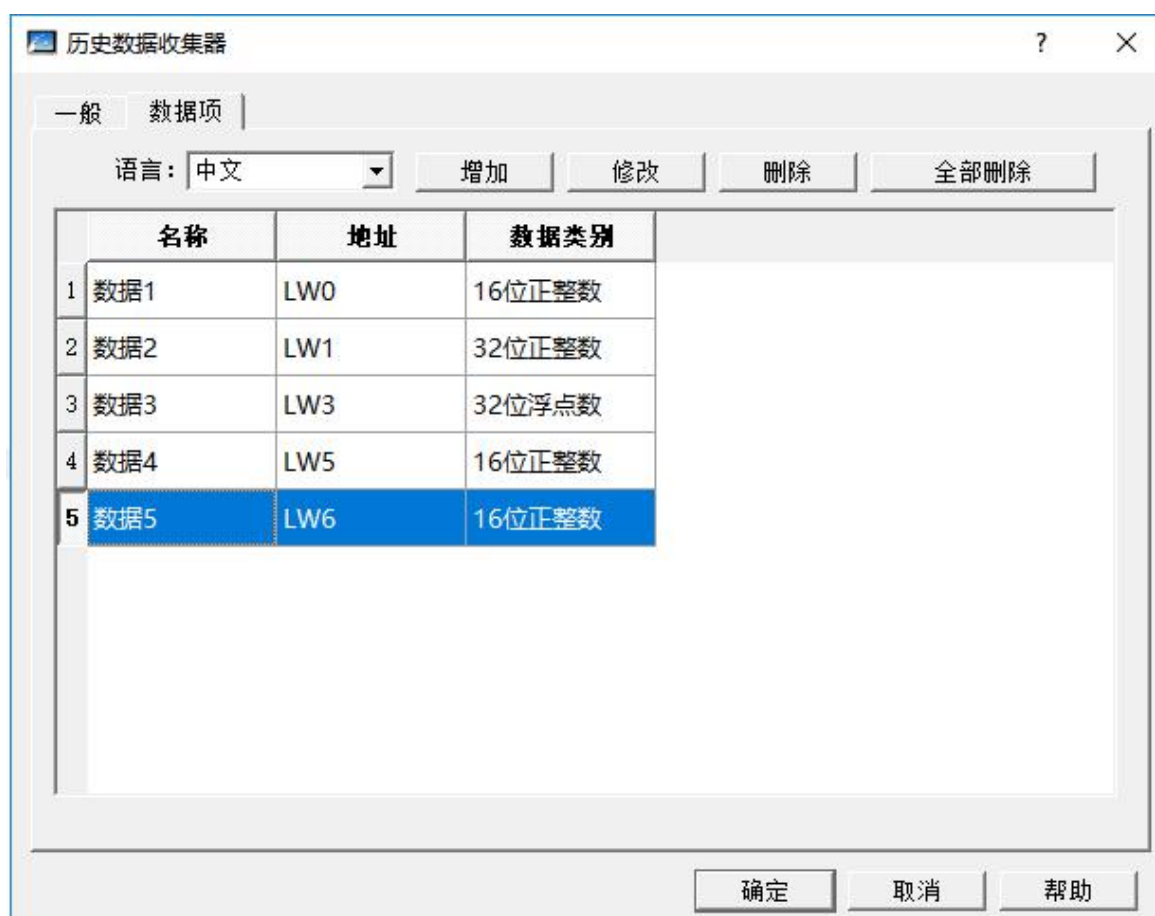 历史数据收集器 ?
一般 数据项
语言: 中文 增加 修改 删除 全部删除
名称 地址 数据类别
1 数据1 LW0 16位正整数
2 数据2 LW1 32位正整数
3 数据3 LW3 32位浮点数
4 数据4 LW5 16位正整数
5 数据5 LW6 16位正整数
确定 取消 帮助